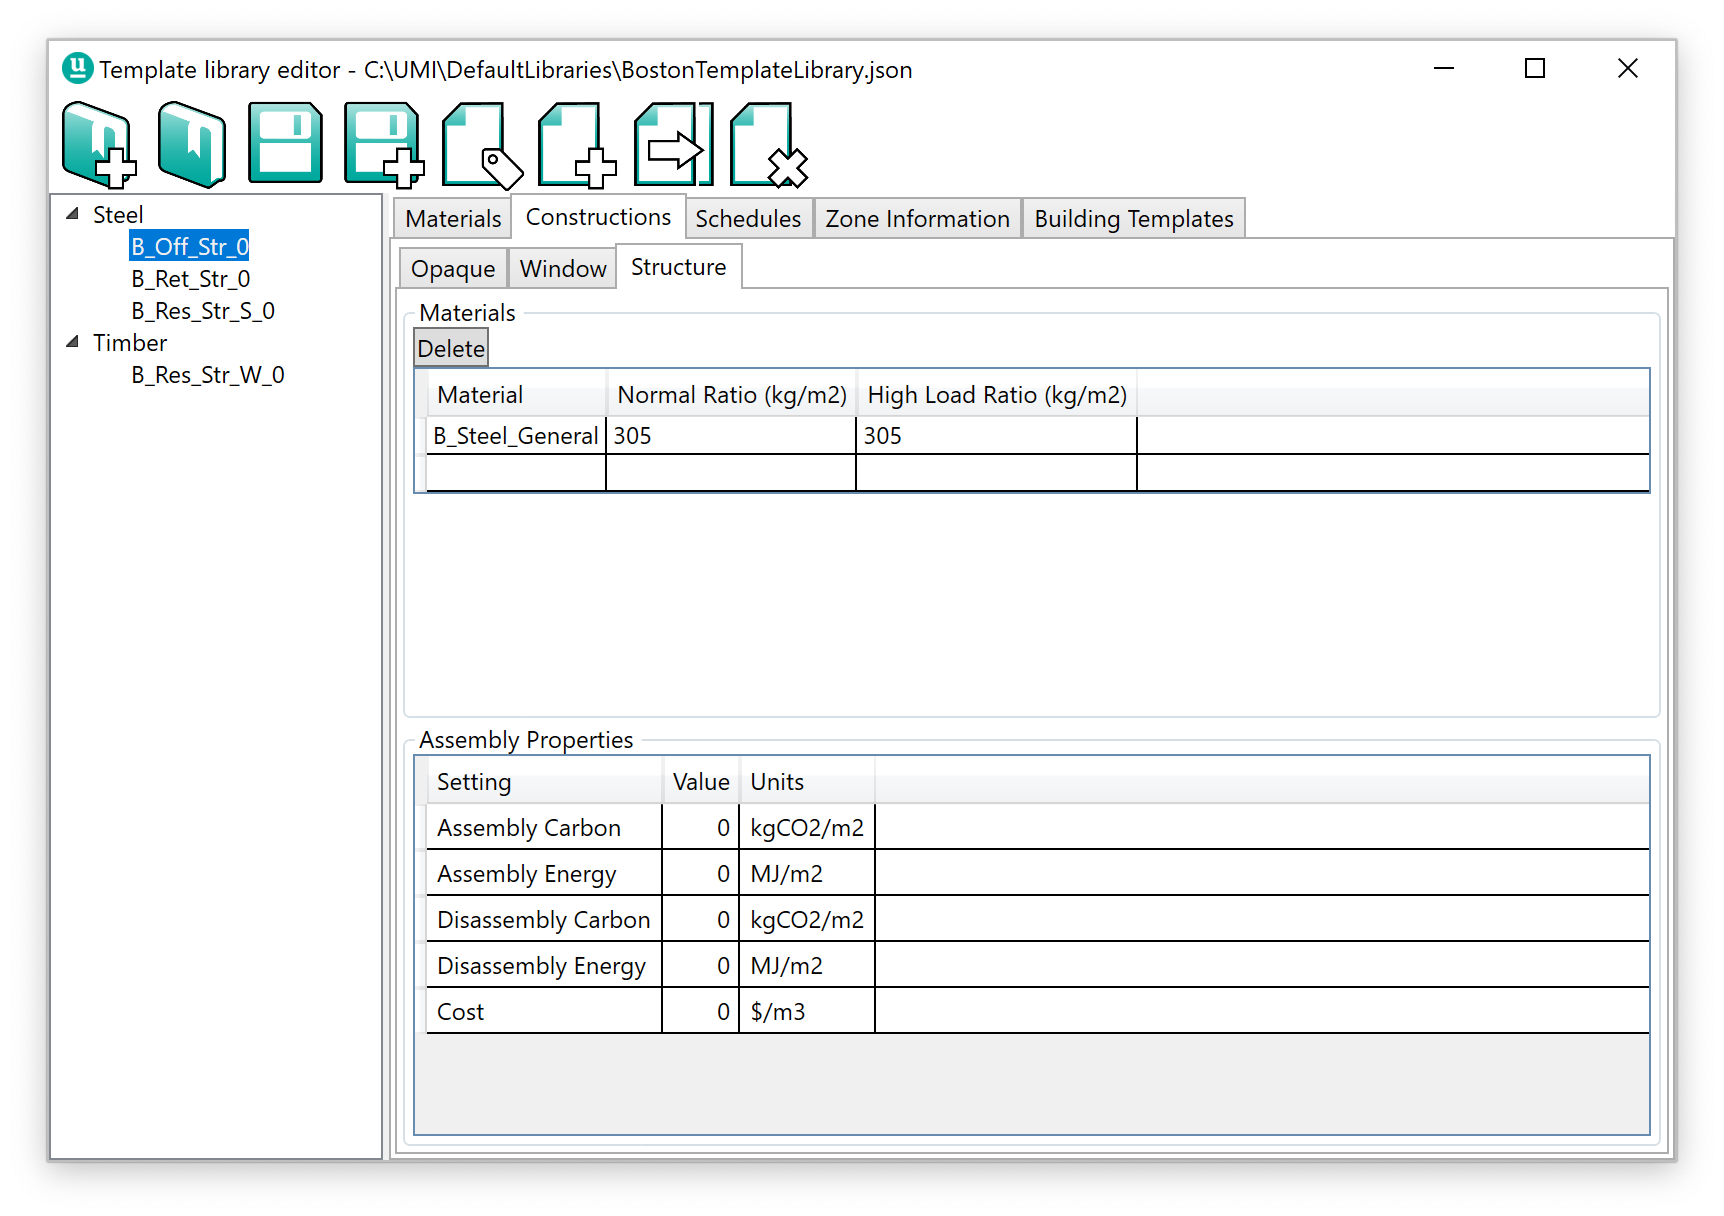 u Template library editor - C:\UMI\DefaultLibraries\BostonTemplateLibrary.json
Steel
B_Off_Str_0
B_Ret_Str_0
B_Res_Str_S_0
Timber
B_Res_Str_W_0
Materials Constructions Schedules Zone Information Building Templates
Opaque Window Structure
Materials
Delete
Material Normal Ratio (kg/m2) High Load Ratio (kg/m2)
B_Steel_General 305 305
Assembly Properties
Setting Value Units
Assembly Carbon 0 kgCO2/m2
Assembly Energy 0 MJ/m2
Disassembly Carbon 0 kgCO2/m2
Disassembly Energy 0 MJ/m2
Cost 0 $/m3